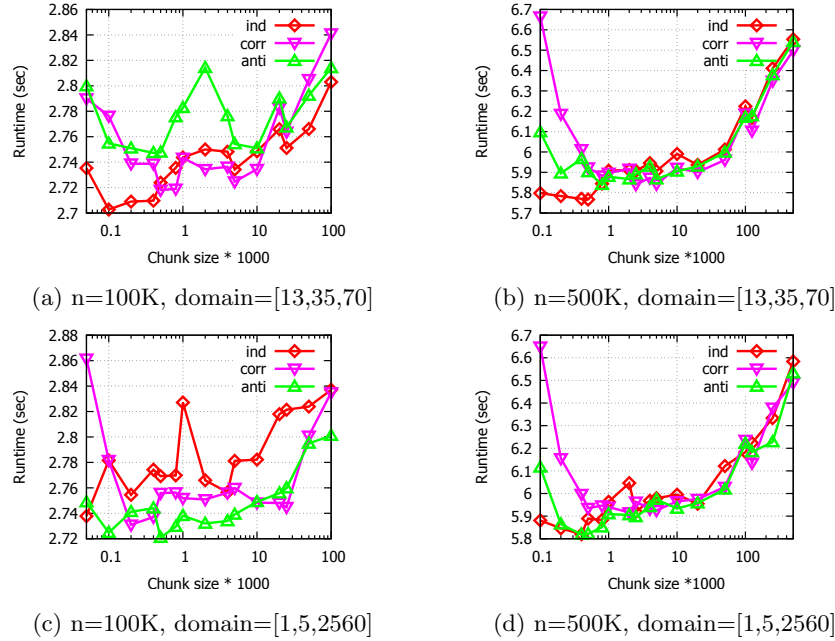 2.86
2.84
2.82
2.8
2.78
2.76
2.74
2.72
2.7
Runtime (sec)
ind
corr
anti
0.1 1 10 100
Chunk size * 1000
(a) n=100K, domain=[13,35,70]
6.7
6.6
6.5
6.4
6.3
6.2
6.1
6
5.9
5.8
5.7
Runtime (sec)
ind
corr
anti
0.1 1 10 100
Chunk size *1000
(b) n=500K, domain=[13,35,70]
2.88
2.86
2.84
2.82
2.8
2.78
2.76
2.74
2.72
Runtime (sec)
ind
corr
anti
0.1 1 10 100
Chunk size * 1000
(c) n=100K, domain=[1,5,2560]
6.7
6.6
6.5
6.4
6.3
6.2
6.1
6
5.9
5.8
Runtime (sec)
ind
corr
anti
0.1 1 10 100
Chunk size *1000
(d) n=500K, domain=[1,5,2560]